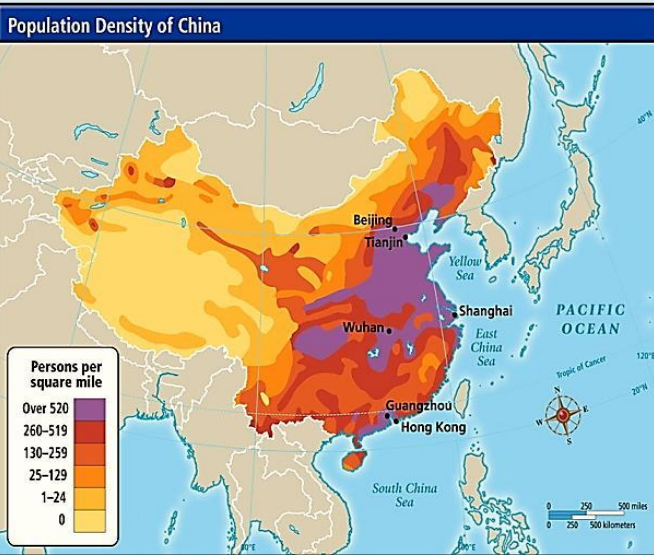 Population Density of China
40°N
Beijing
Tianjin
Yellow
Sea
Shanghai
PACIFIC
OCEAN
Wuhan
East
China
Sea
Tropic of Cancer
120°E
20°N
Persons per
square mile
Over 520
260–519
130–259
25–129
1–24
0
Guangzhou
Hong Kong
N
W
E
S
South China
Sea
0 250 500 miles
0 250 500 kilometers